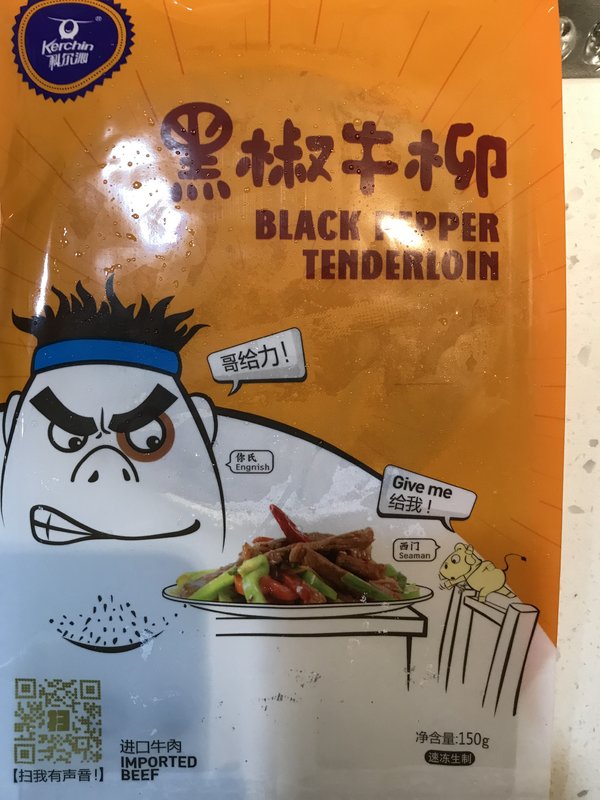 Kerchin
科尔沁
®
黑椒牛柳
BLACK PEPPER
TENDERLOIN
哥给力！
你氏
Engnish
Give me
给我！
西门
Seaman
扫
【扫我有声音！】
进口牛肉
IMPORTED
BEEF
净含量:150g
速冻生制